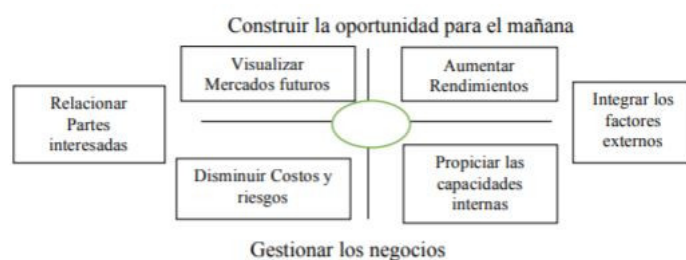 Construir la oportunidad para el mañana
Visualizar
Mercados futuros
Aumentar
Rendimientos
Relacionar
Partes
interesadas
Integrar los
factores
externos
Disminuir Costos y
riesgos
Propiciar las
capacidades
internas
Gestionar los negocios